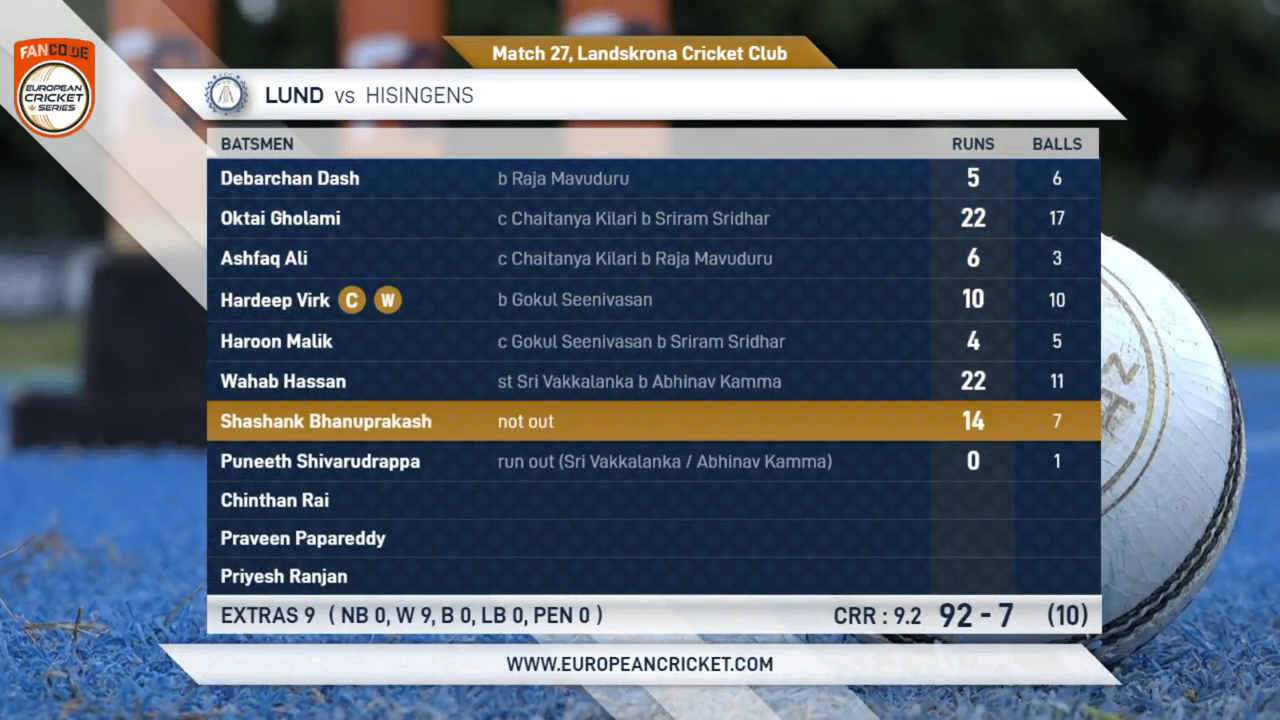 FANCODE
EUROPEAN
CRICKET
SERIES
Match 27, Landskrona Cricket Club
LUND vs HISINGENS
BATSMEN RUNS BALLS
Debarchan Dash b Raja Mavuduru 5 6
Oktai Gholami c Chaitanya Kilari b Sriram Sridhar 22 17
Ashfaq Ali c Chaitanya Kilari b Raja Mavuduru 6 3
Hardeep Virk C W b Gokul Seenivasan 10 10
Haroon Malik c Gokul Seenivasan b Sriram Sridhar 4 5
Wahab Hassan st Sri Vakkalanka b Abhinav Kamma 22 11
Shashank Bhanuprakash not out 14 7
Puneeth Shivarudrappa run out (Sri Vakkalanka / Abhinav Kamma) 0 1
Chinthan Rai
Praveen Papareddy
Priyesh Ranjan
EXTRAS 9 ( NB 0, W 9, B 0, LB 0, PEN 0 ) CRR : 9.2 92 - 7 (10)
WWW.EUROPEANCRICKET.COM